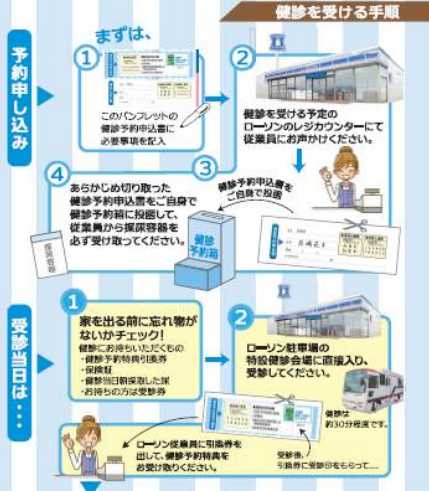 健診を受ける手順
予約申し込み
まずは、
①
このパンフレットの
健診予約申込書に
必要事項を記入
②
健診を受ける予定の
ローソンのレジカウンターにて
従業員にお声かけください。
③
健診予約申込書を
ご自身で投函
健診
予約箱
④
あらかじめ切り取った
健診予約申込書をご自身で
健診予約箱に投函して、
従業員から採尿容器を
必ず受け取ってください。
採尿容器
受診当日は・・・
①
家を出る前に忘れ物が
ないかチェック!
健診にお持ちいただくもの
・健診予約特典引換券
・保険証
・健診当日朝採取した尿
・お持ちの方は受診券
②
ローソン駐車場の
特設健診会場に直接入り、
受診してください。
健診は
約30分程度です。
受診後、
引換券に受診印をもらって……
ローソン従業員に引換券を
出して、健診予約特典を
お受け取りください。